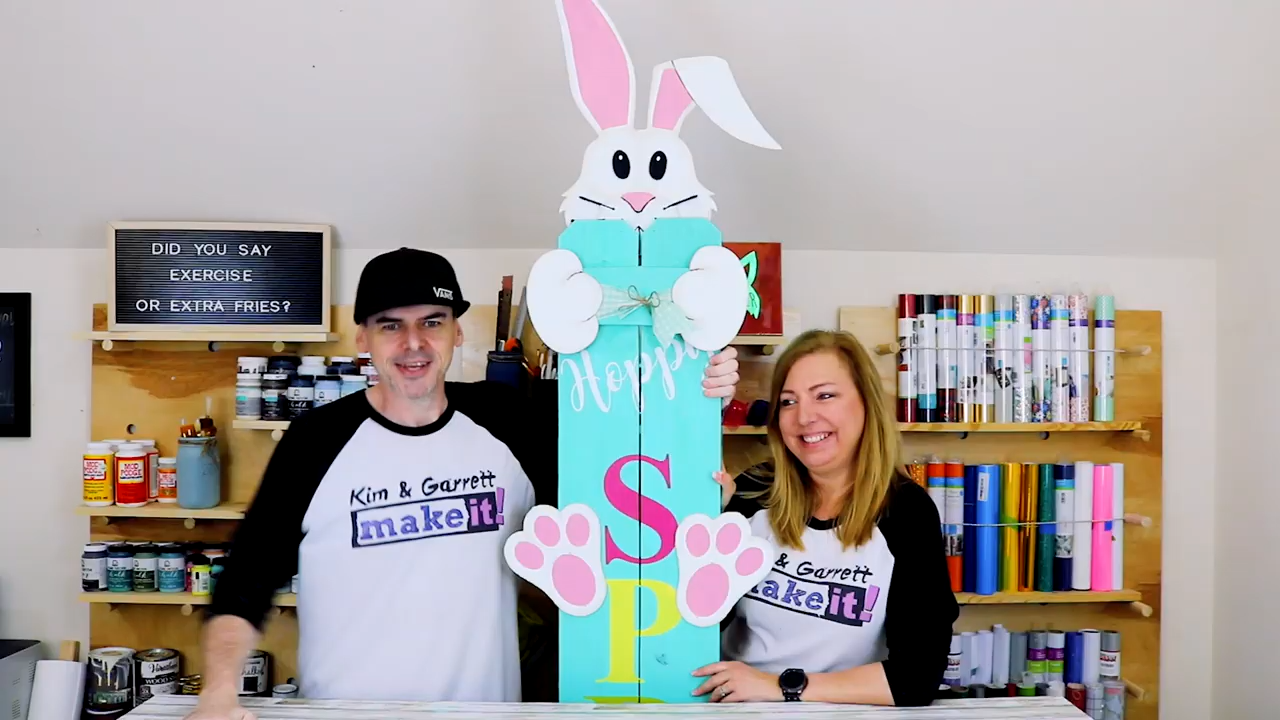 DID YOU SAY
EXERCISE
OR EXTRA FRIES?
VANS
Hoppy
S
P
Kim & Garrett
make it!
& Garrett
make it!
MOD
PODGE
MOD
PODGE